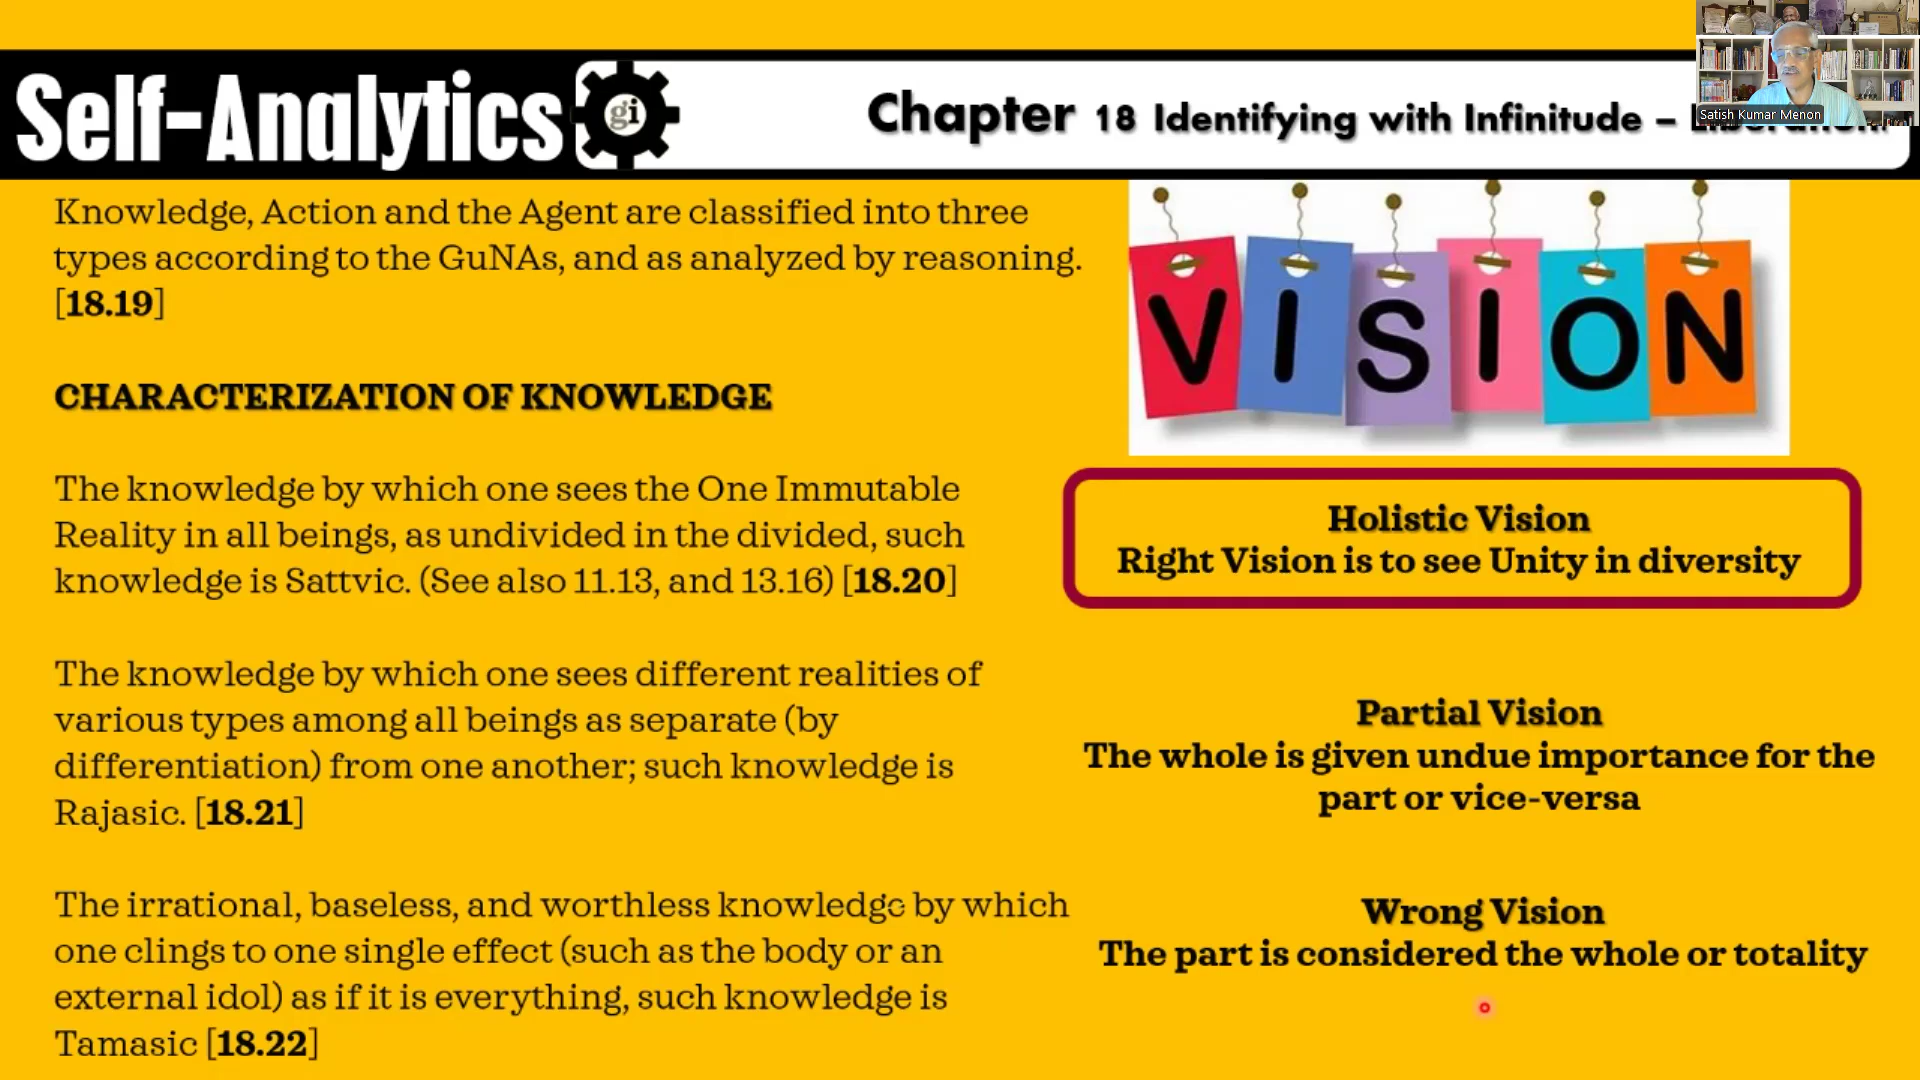 Self-Analytics
gi
Chapter 18 Identifying with Infinitude –
Satish Kumar Menon
Knowledge, Action and the Agent are classified into three
types according to the GuNAs, and as analyzed by reasoning.
[18.19]
CHARACTERIZATION OF KNOWLEDGE
The knowledge by which one sees the One Immutable
Reality in all beings, as undivided in the divided, such
knowledge is Sattvic. (See also 11.13, and 13.16) [18.20]
The knowledge by which one sees different realities of
various types among all beings as separate (by
differentiation) from one another; such knowledge is
Rajasic. [18.21]
The irrational, baseless, and worthless knowledge by which
one clings to one single effect (such as the body or an
external idol) as if it is everything, such knowledge is
Tamasic [18.22]
VISION
Holistic Vision
Right Vision is to see Unity in diversity
Partial Vision
The whole is given undue importance for the
part or vice-versa
Wrong Vision
The part is considered the whole or totality